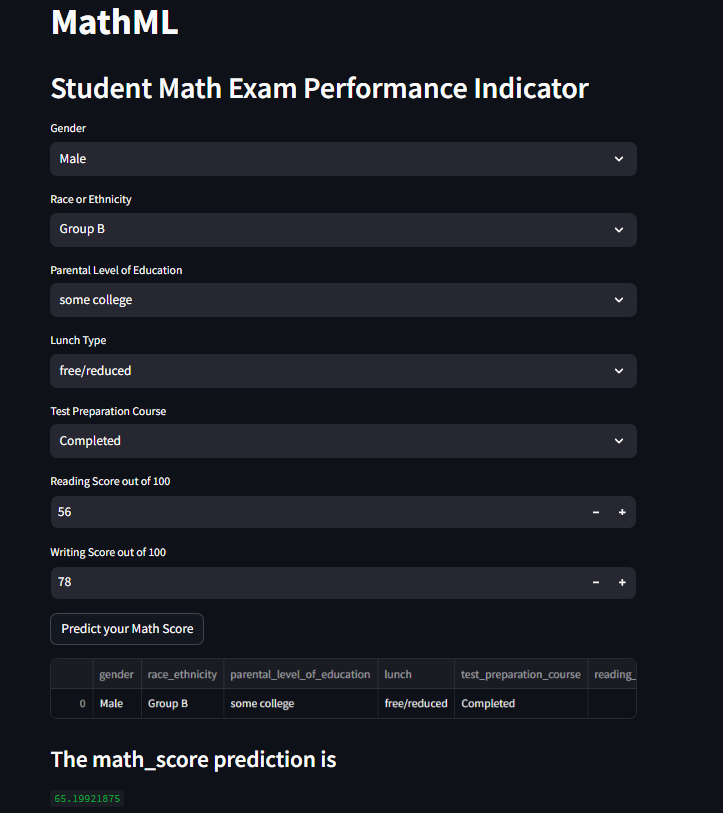 MathML
Student Math Exam Performance Indicator
Gender
Male
Race or Ethnicity
Group B
Parental Level of Education
some college
Lunch Type
free/reduced
Test Preparation Course
Completed
Reading Score out of 100
56 − +
Writing Score out of 100
78 − +
Predict your Math Score
gender race_ethnicity parental_level_of_education lunch test_preparation_course reading_
0 Male Group B some college free/reduced Completed
The math_score prediction is
65.19921875